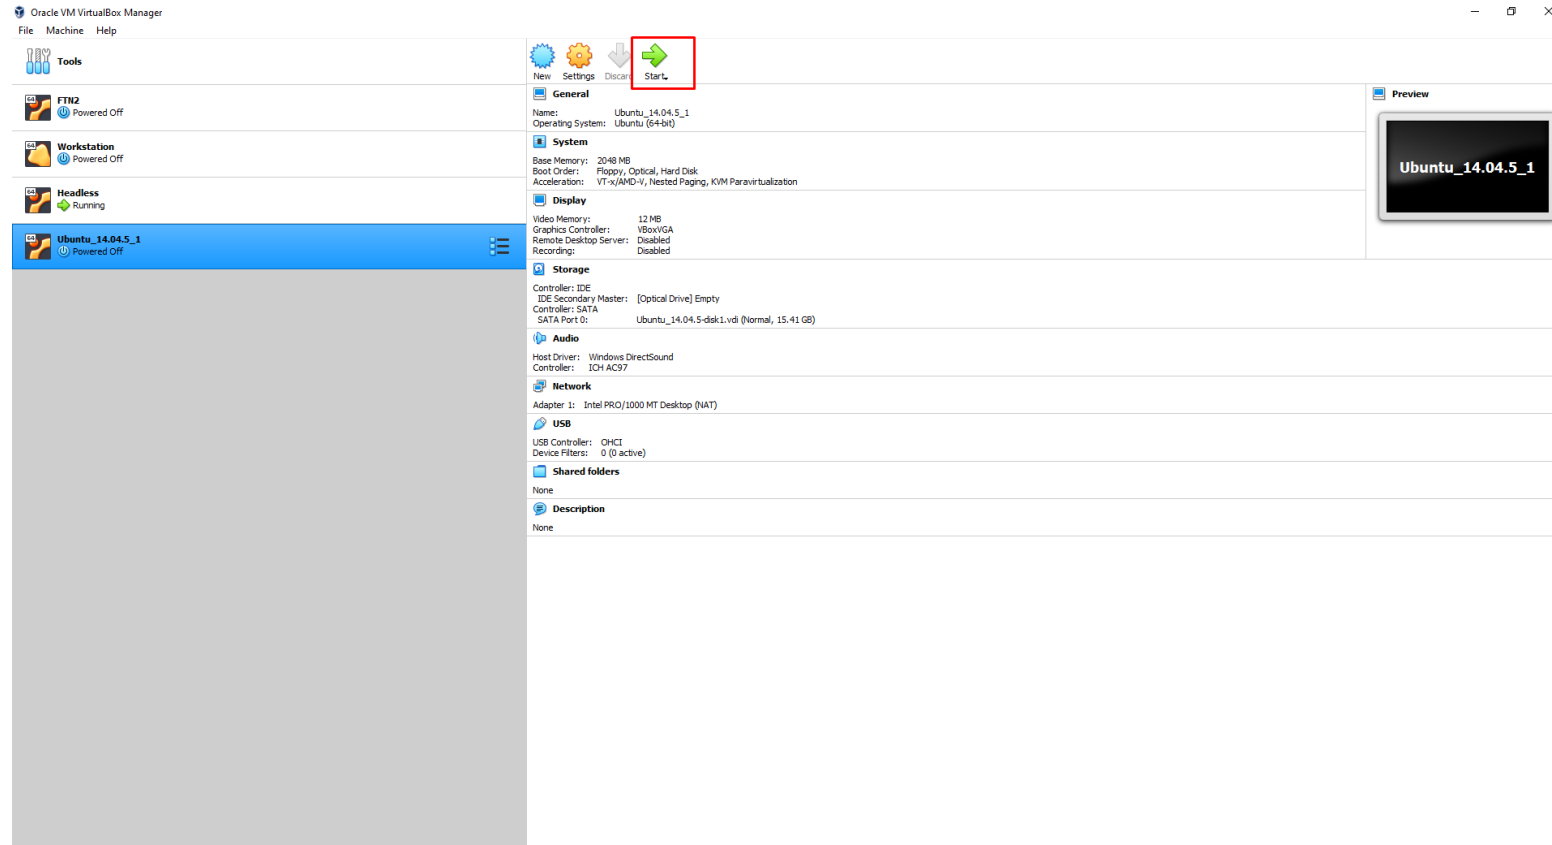 Oracle VM VirtualBox Manager
File Machine Help
Tools
64
FTN2
Powered Off
64
Workstation
Powered Off
64
Headless
Running
64
Ubuntu_14.04.5_1
Powered Off
New Settings Discard Start
General
Name: Ubuntu_14.04.5_1
Operating System: Ubuntu (64-bit)
System
Base Memory: 2048 MB
Boot Order: Floppy, Optical, Hard Disk
Acceleration: VT-x/AMD-V, Nested Paging, KVM Paravirtualization
Display
Video Memory: 12 MB
Graphics Controller: VBoxVGA
Remote Desktop Server: Disabled
Recording: Disabled
Storage
Controller: IDE
IDE Secondary Master: [Optical Drive] Empty
Controller: SATA
SATA Port 0: Ubuntu_14.04.5-disk1.vdi (Normal, 15.41 GB)
Audio
Host Driver: Windows DirectSound
Controller: ICH AC97
Network
Adapter 1: Intel PRO/1000 MT Desktop (NAT)
USB
USB Controller: OHCI
Device Filters: 0 (0 active)
Shared folders
None
Description
None
Preview
Ubuntu_14.04.5_1